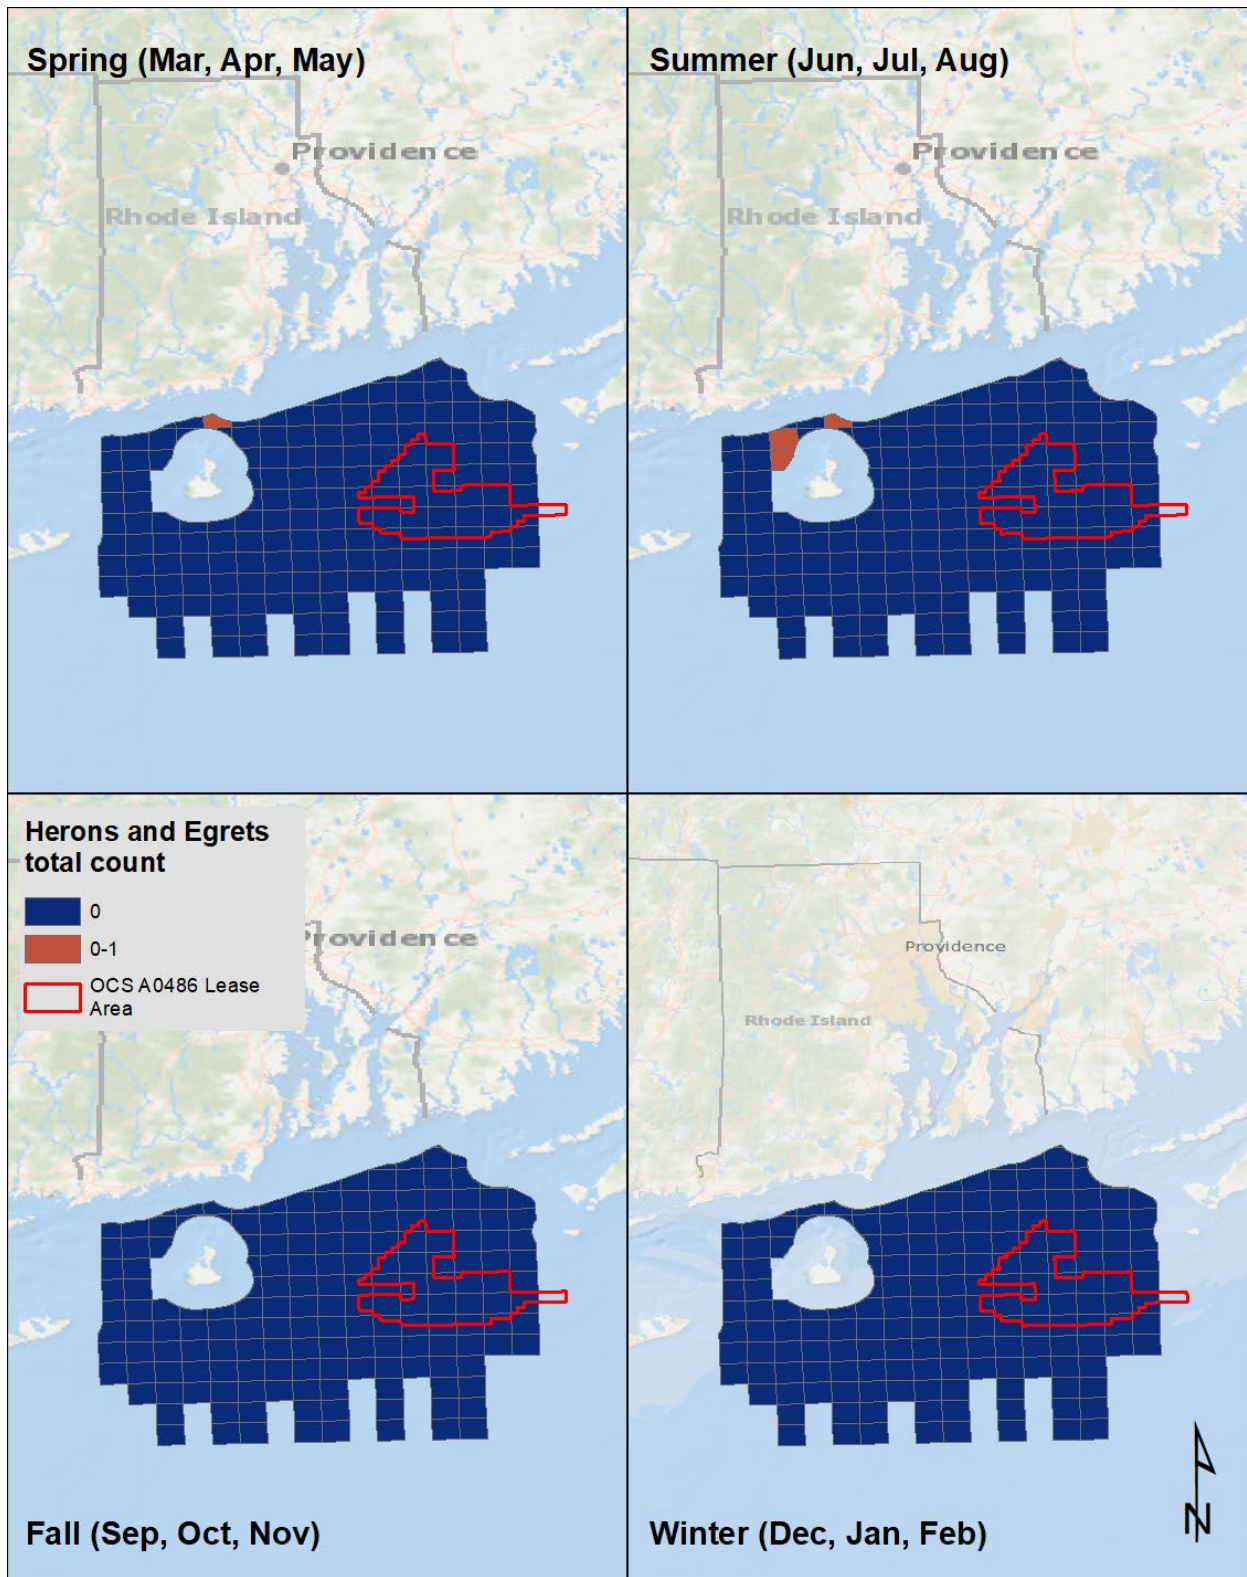 Spring (Mar, Apr, May)
Providence
Rhode Island
Summer (Jun, Jul, Aug)
Providence
Rhode Island
Herons and Egrets
total count
0
0-1
OCS A0486 Lease
Area
Providence
Fall (Sep, Oct, Nov)
Providence
Rhode Island
Winter (Dec, Jan, Feb)
N